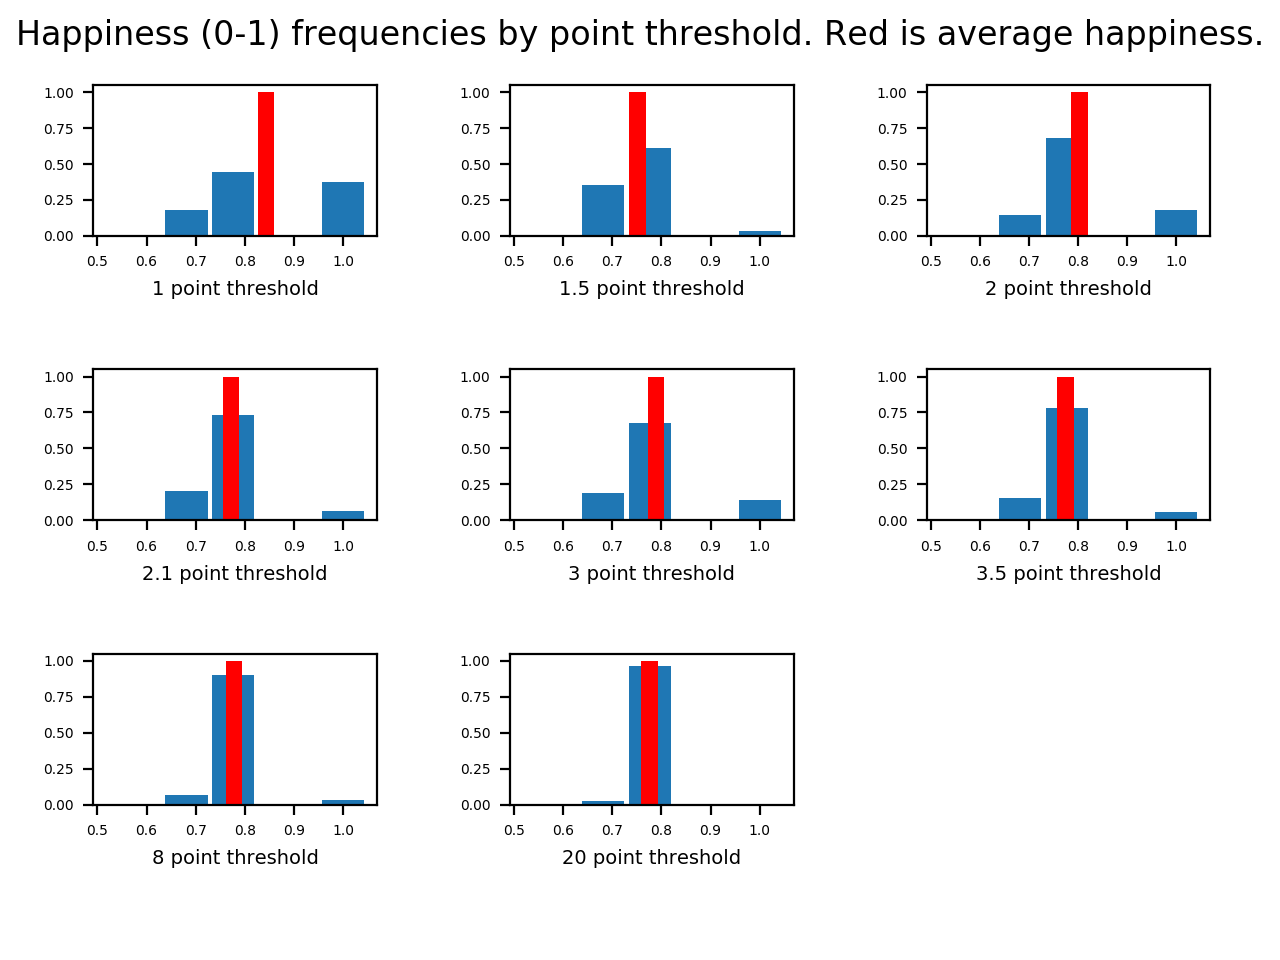 Happiness (0-1) frequencies by point threshold. Red is average happiness.
1.00 1.00 1.00
0.75 0.75 0.75
0.50 0.50 0.50
0.25 0.25 0.25
0.00 0.00 0.00
0.5 0.6 0.7 0.8 0.9 1.0 0.5 0.6 0.7 0.8 0.9 1.0 0.5 0.6 0.7 0.8 0.9 1.0
1 point threshold 1.5 point threshold 2 point threshold
1.00 1.00 1.00
0.75 0.75 0.75
0.50 0.50 0.50
0.25 0.25 0.25
0.00 0.00 0.00
0.5 0.6 0.7 0.8 0.9 1.0 0.5 0.6 0.7 0.8 0.9 1.0 0.5 0.6 0.7 0.8 0.9 1.0
2.1 point threshold 3 point threshold 3.5 point threshold
1.00 1.00
0.75 0.75
0.50 0.50
0.25 0.25
0.00 0.00
0.5 0.6 0.7 0.8 0.9 1.0 0.5 0.6 0.7 0.8 0.9 1.0
8 point threshold 20 point threshold